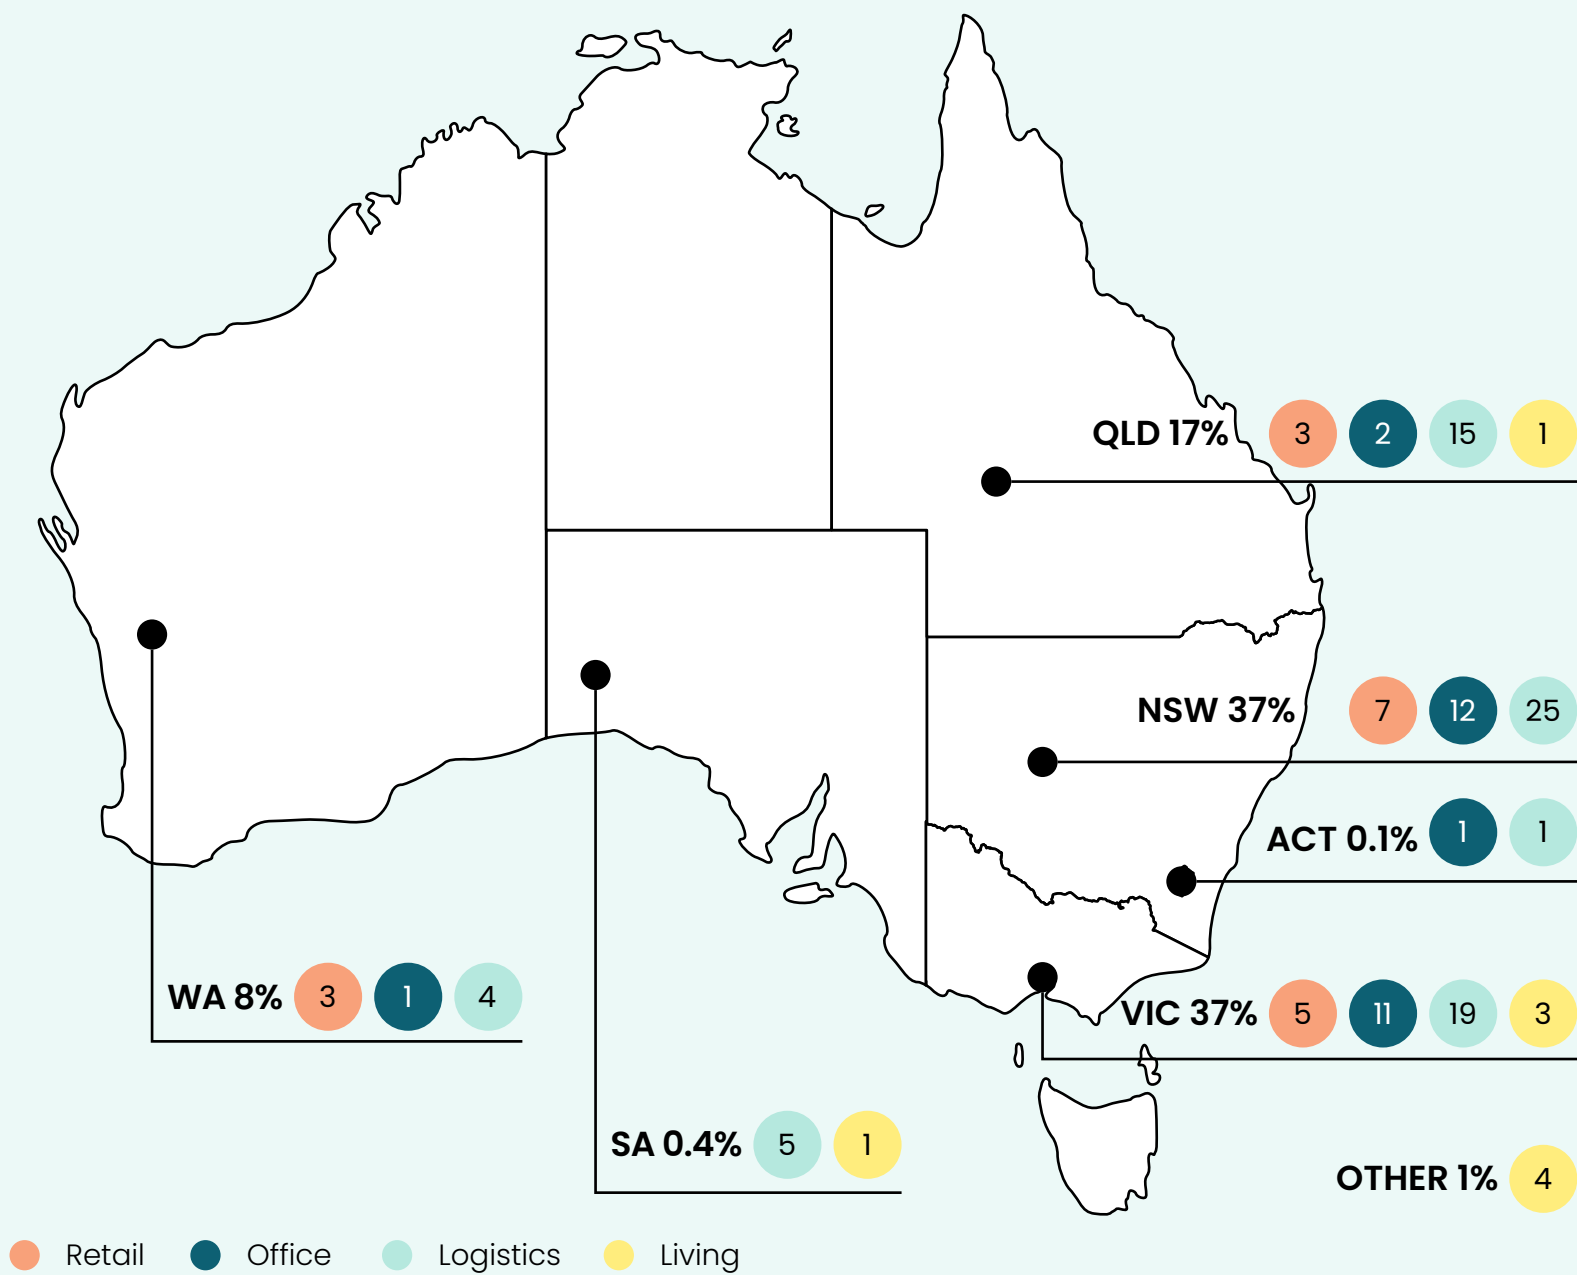 QLD 17% 3 2 15 1
NSW 37% 7 12 25
ACT 0.1% 1 1
WA 8% 3 1 4
VIC 37% 5 11 19 3
SA 0.4% 5 1
OTHER 1% 4
Retail Office Logistics Living